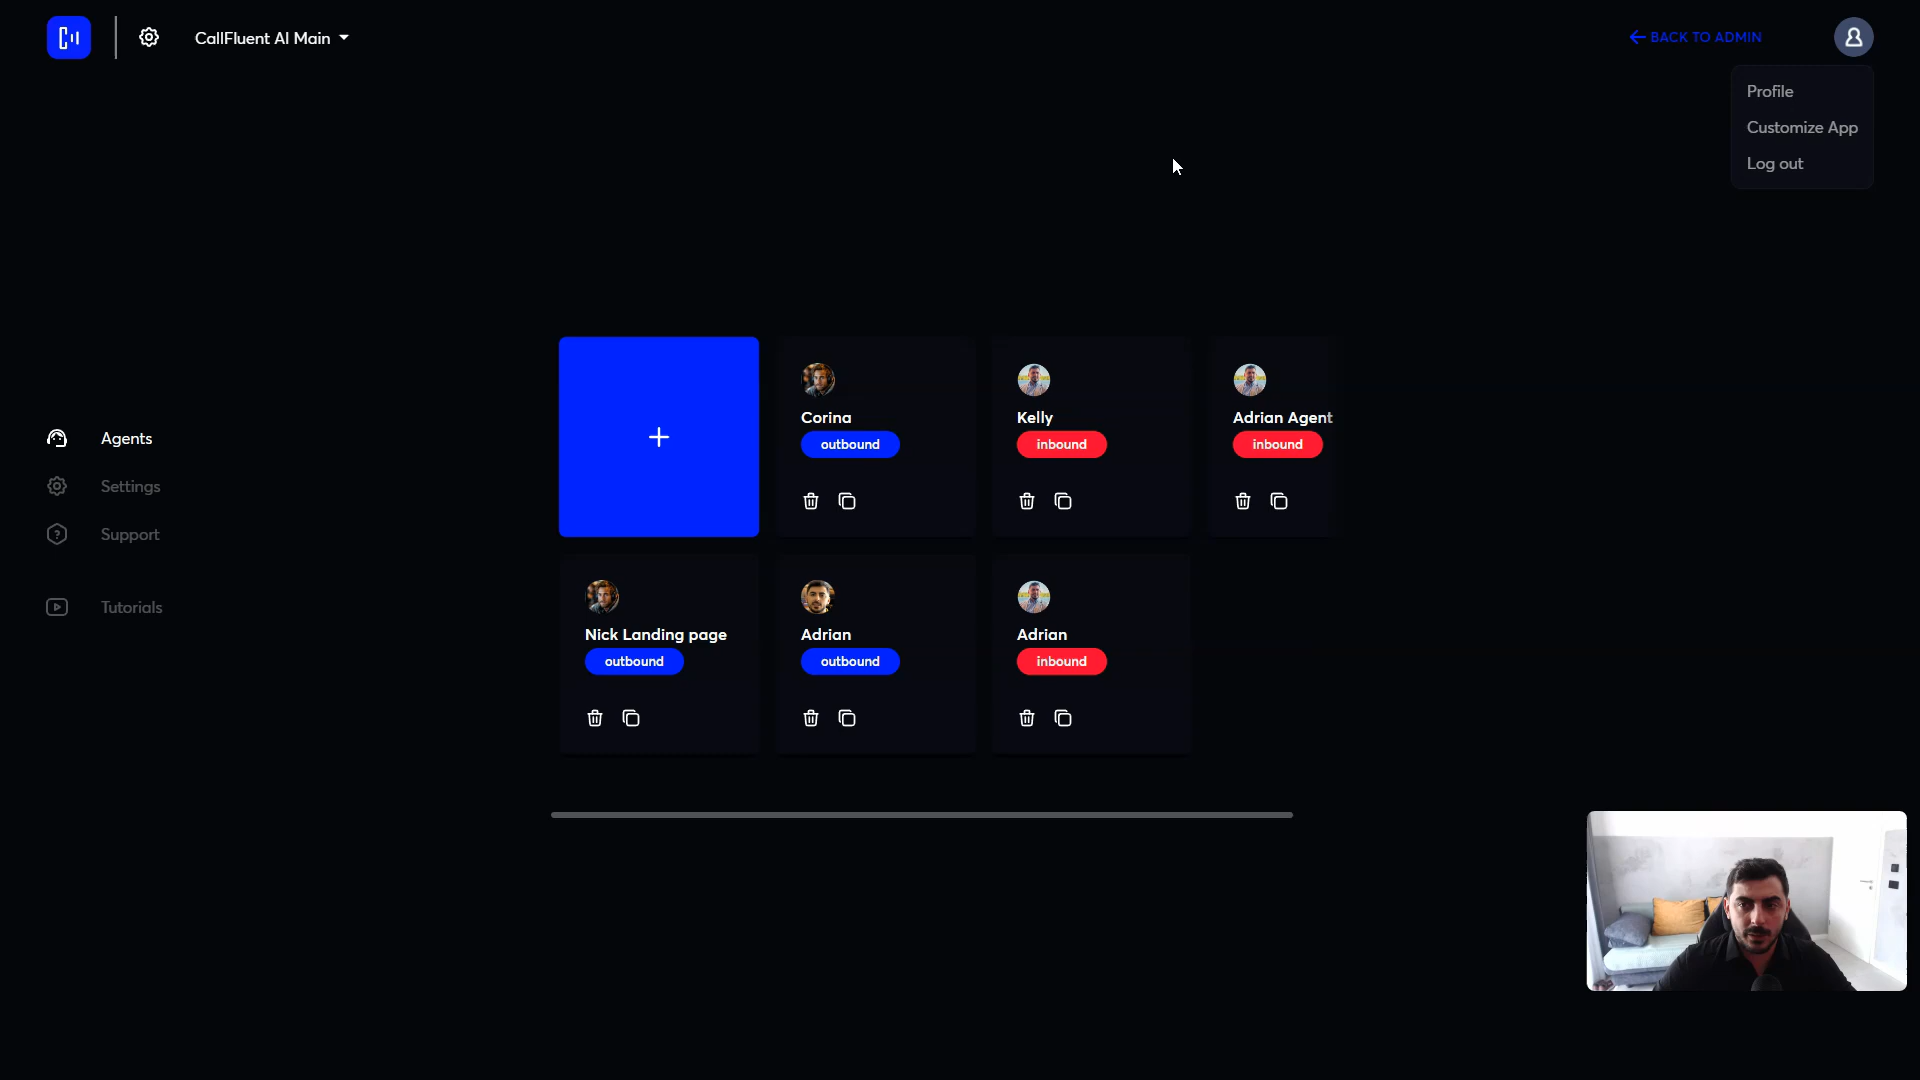 CallFluent AI Main
BACK TO ADMIN
Profile
Customize App
Log out
Agents
Settings
Support
Tutorials
Corina
outbound
Kelly
inbound
Adrian Agent
inbound
Nick Landing page
outbound
Adrian
outbound
Adrian
inbound